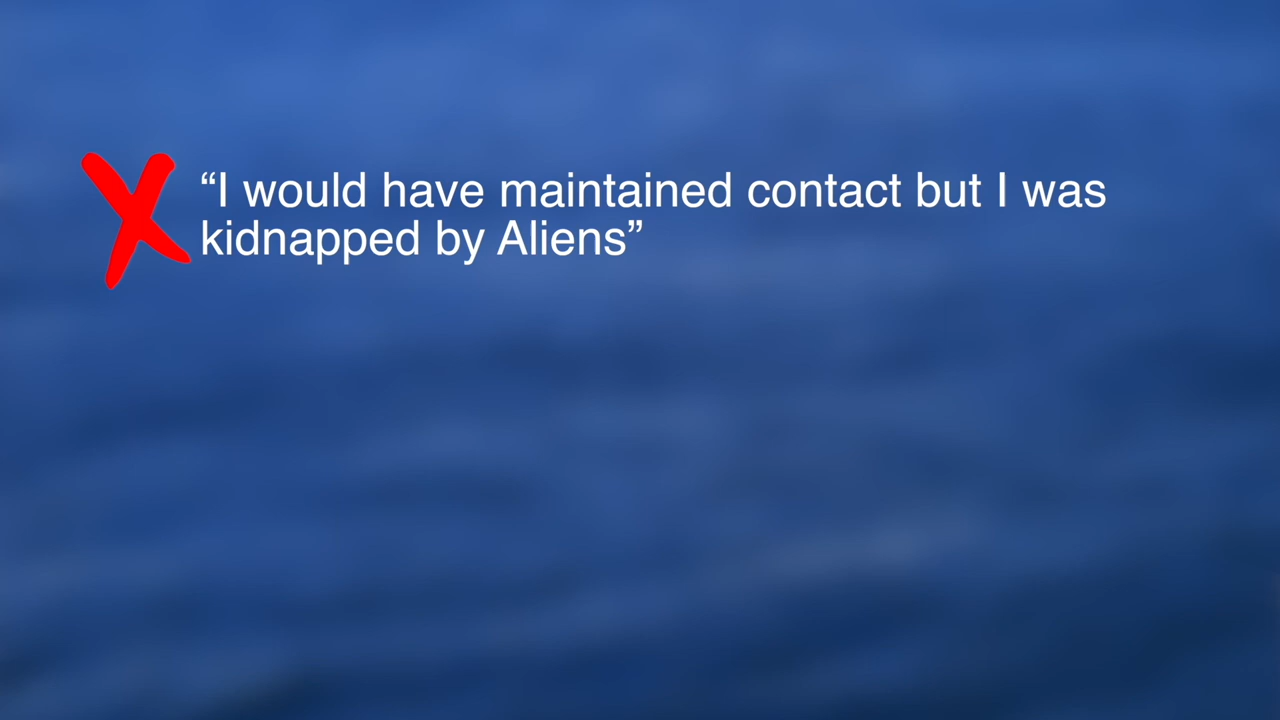 “I would have maintained contact but I was
kidnapped by Aliens”